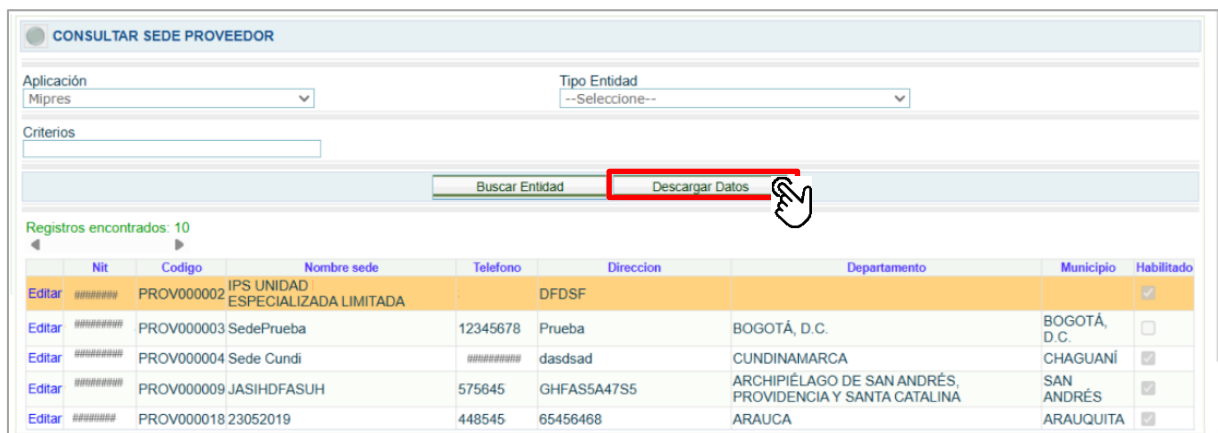 CONSULTAR SEDE PROVEEDOR
Aplicación Tipo Entidad
Mipres --Seleccione--
Criterios
Buscar Entidad Descargar Datos
Registros encontrados: 10
Nit Codigo Nombre sede Telefono Direccion Departamento Municipio Habilitado
Editar ######## PROV000002 IPS UNIDAD ESPECIALIZADA LIMITADA DFDSF
Editar ######### PROV000003 SedePrueba 12345678 Prueba BOGOTÁ, D.C. BOGOTÁ, D.C.
Editar ######### PROV000004 Sede Cundi ########## dasdsad CUNDINAMARCA CHAGUANÍ
Editar ######### PROV000009 JASIHDFASUH 575645 GHFAS5A47S5 ARCHIPIÉLAGO DE SAN ANDRÉS, PROVIDENCIA Y SANTA CATALINA SAN ANDRÉS
Editar ######## PROV000018 23052019 448545 65456468 ARAUCA ARAUQUITA